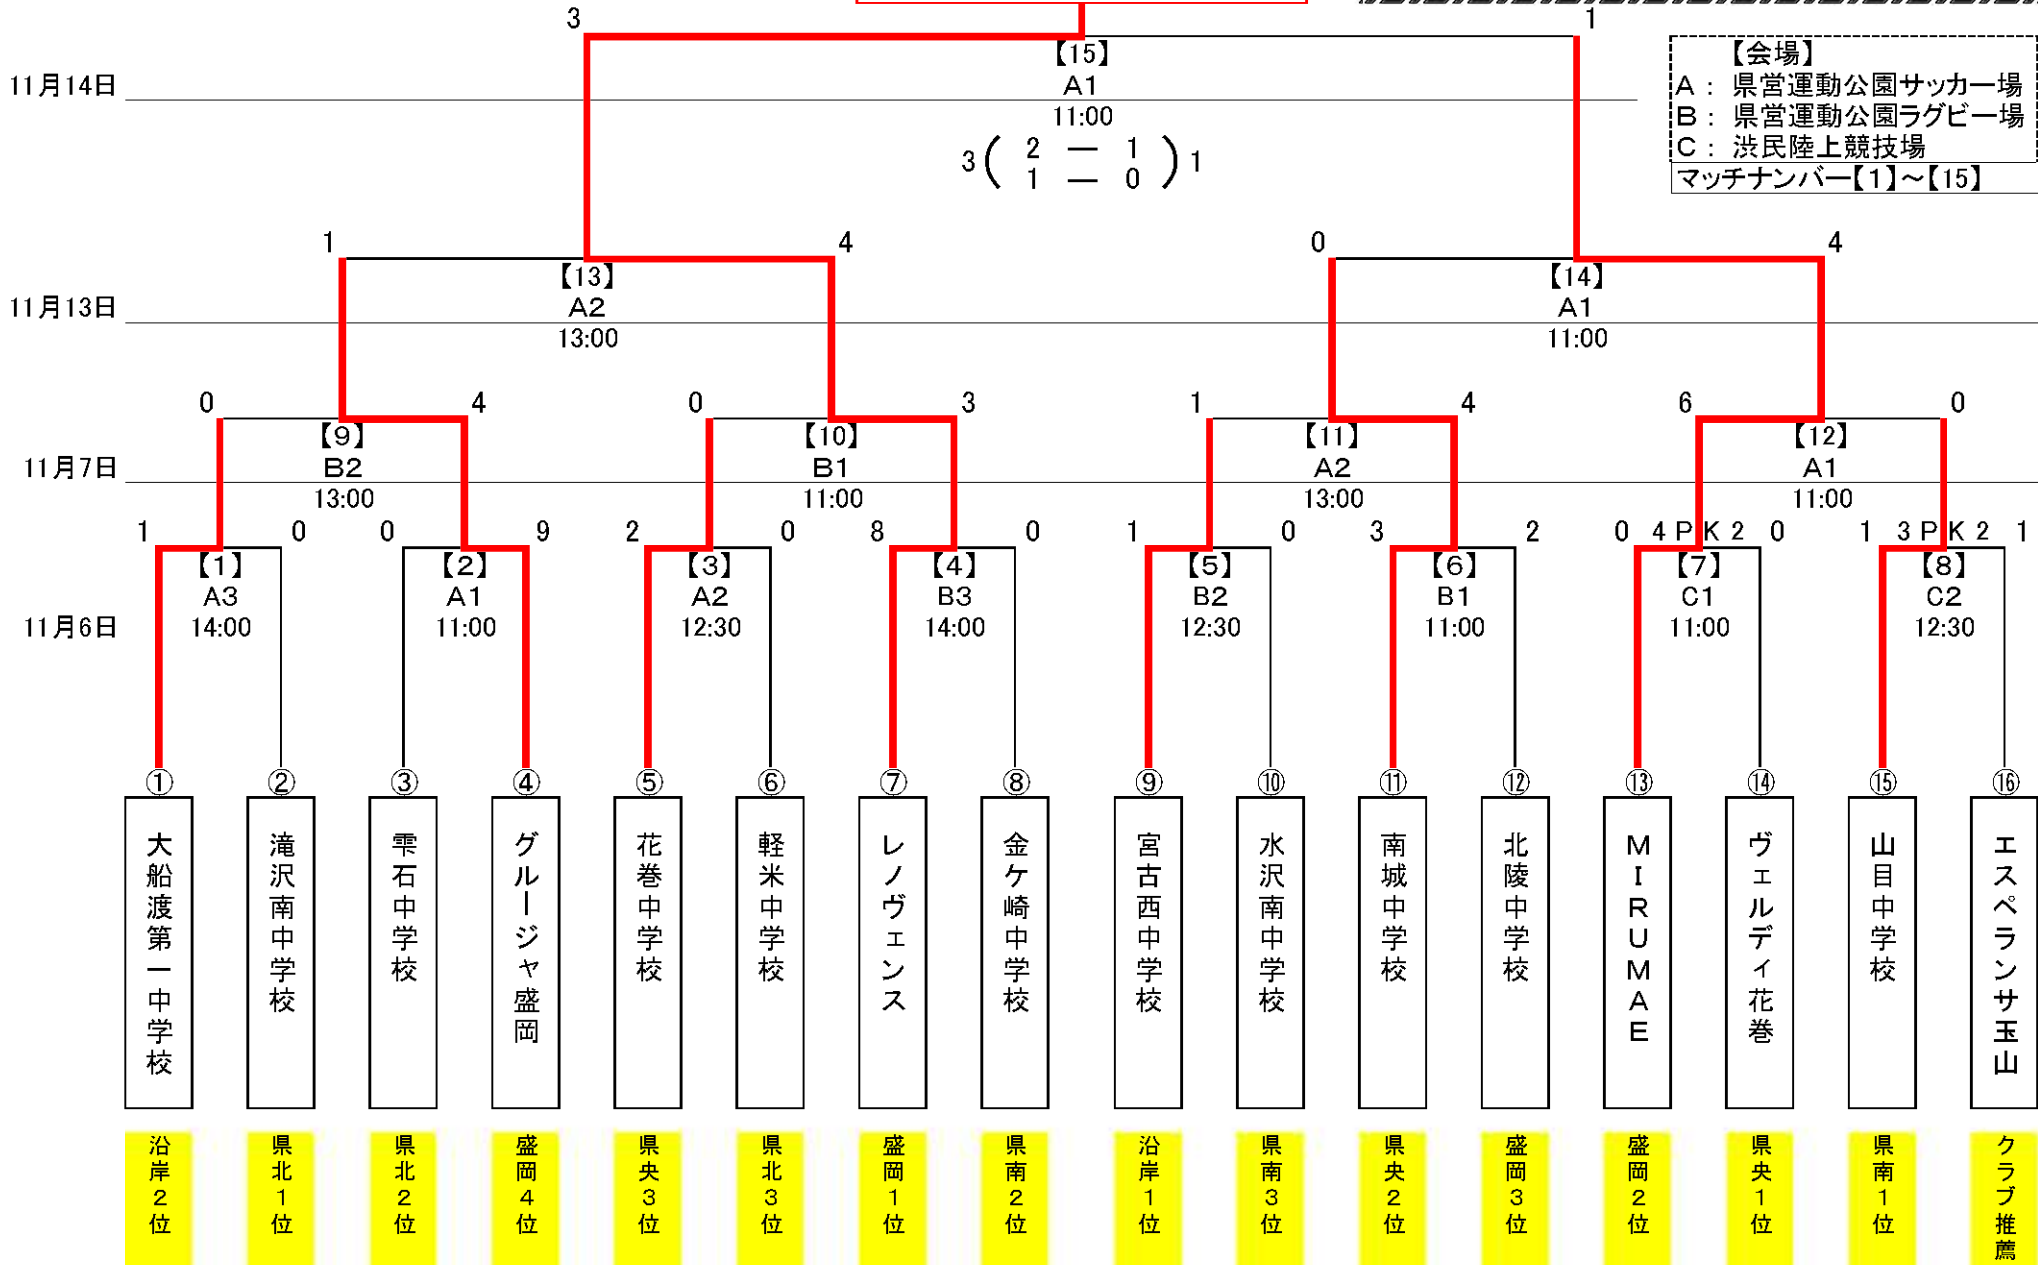 3
1
【15】
A1
11:00
11月14日
【会場】
A： 県営運動公園サッカー場
B： 県営運動公園ラグビー場
C： 渋民陸上競技場
マッチナンバー【1】～【15】
3 ( 2 ー 1 ) 1
1 ー 0
1
4
0
4
【13】
A2
13:00
【14】
A1
11:00
11月13日
0
4
0
3
1
4
6
0
【9】
B2
13:00
【10】
B1
11:00
【11】
A2
13:00
【12】
A1
11:00
11月7日
1
0
0
9
2
0
8
0
1
0
3
2
0 4 P K 2 0
1 3 P K 2 1
【1】
A3
14:00
【2】
A1
11:00
【3】
A2
12:30
【4】
B3
14:00
【5】
B2
12:30
【6】
B1
11:00
【7】
C1
11:00
【8】
C2
12:30
11月6日
① ② ③ ④ ⑤ ⑥ ⑦ ⑧ ⑨ ⑩ ⑪ ⑫ ⑬ ⑭ ⑮ ⑯
大船渡第一中学校
滝沢南中学校
雫石中学校
グルージャ盛岡
花巻中学校
軽米中学校
レノヴェンス
金ケ崎中学校
宮古西中学校
水沢南中学校
南城中学校
北陵中学校
MIRUMAE
ヴェルディ花巻
山目中学校
エスペランサ玉山
沿岸2位
県北1位
県北2位
盛岡4位
県央3位
県北3位
盛岡1位
県南2位
沿岸1位
県南3位
県央2位
盛岡3位
盛岡2位
県央1位
県南1位
クラブ推薦